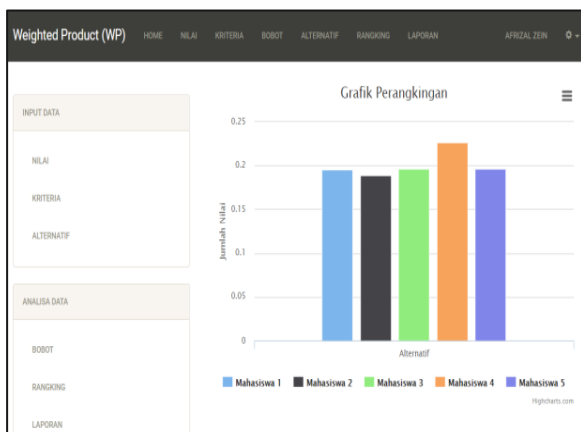 Weighted Product (WP) HOME NILAI KRITERIA BOBOT ALTERNATIF RANGKING LAPORAN AFRIZAL ZEIN
INPUT DATA
NILAI
KRITERIA
ALTERNATIF
ANALISA DATA
BOBOT
RANGKING
LAPORAN
Grafik Perangkingan
Jumlah Nilai
0.25
0.2
0.15
0.1
0.05
0
Alternatif
Mahasiswa 1 Mahasiswa 2 Mahasiswa 3 Mahasiswa 4 Mahasiswa 5
Highcharts.com